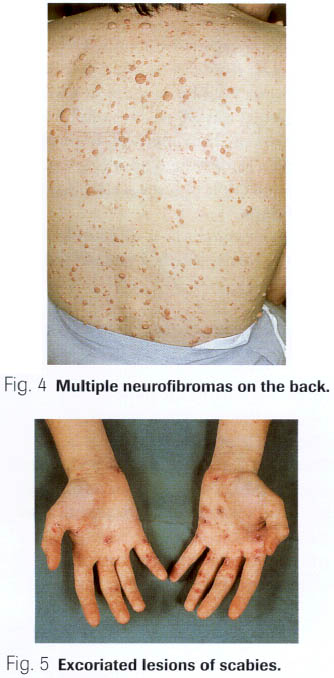 Fig. 4 Multiple neurofibromas on the back.
Fig. 5 Excoriated lesions of scabies.